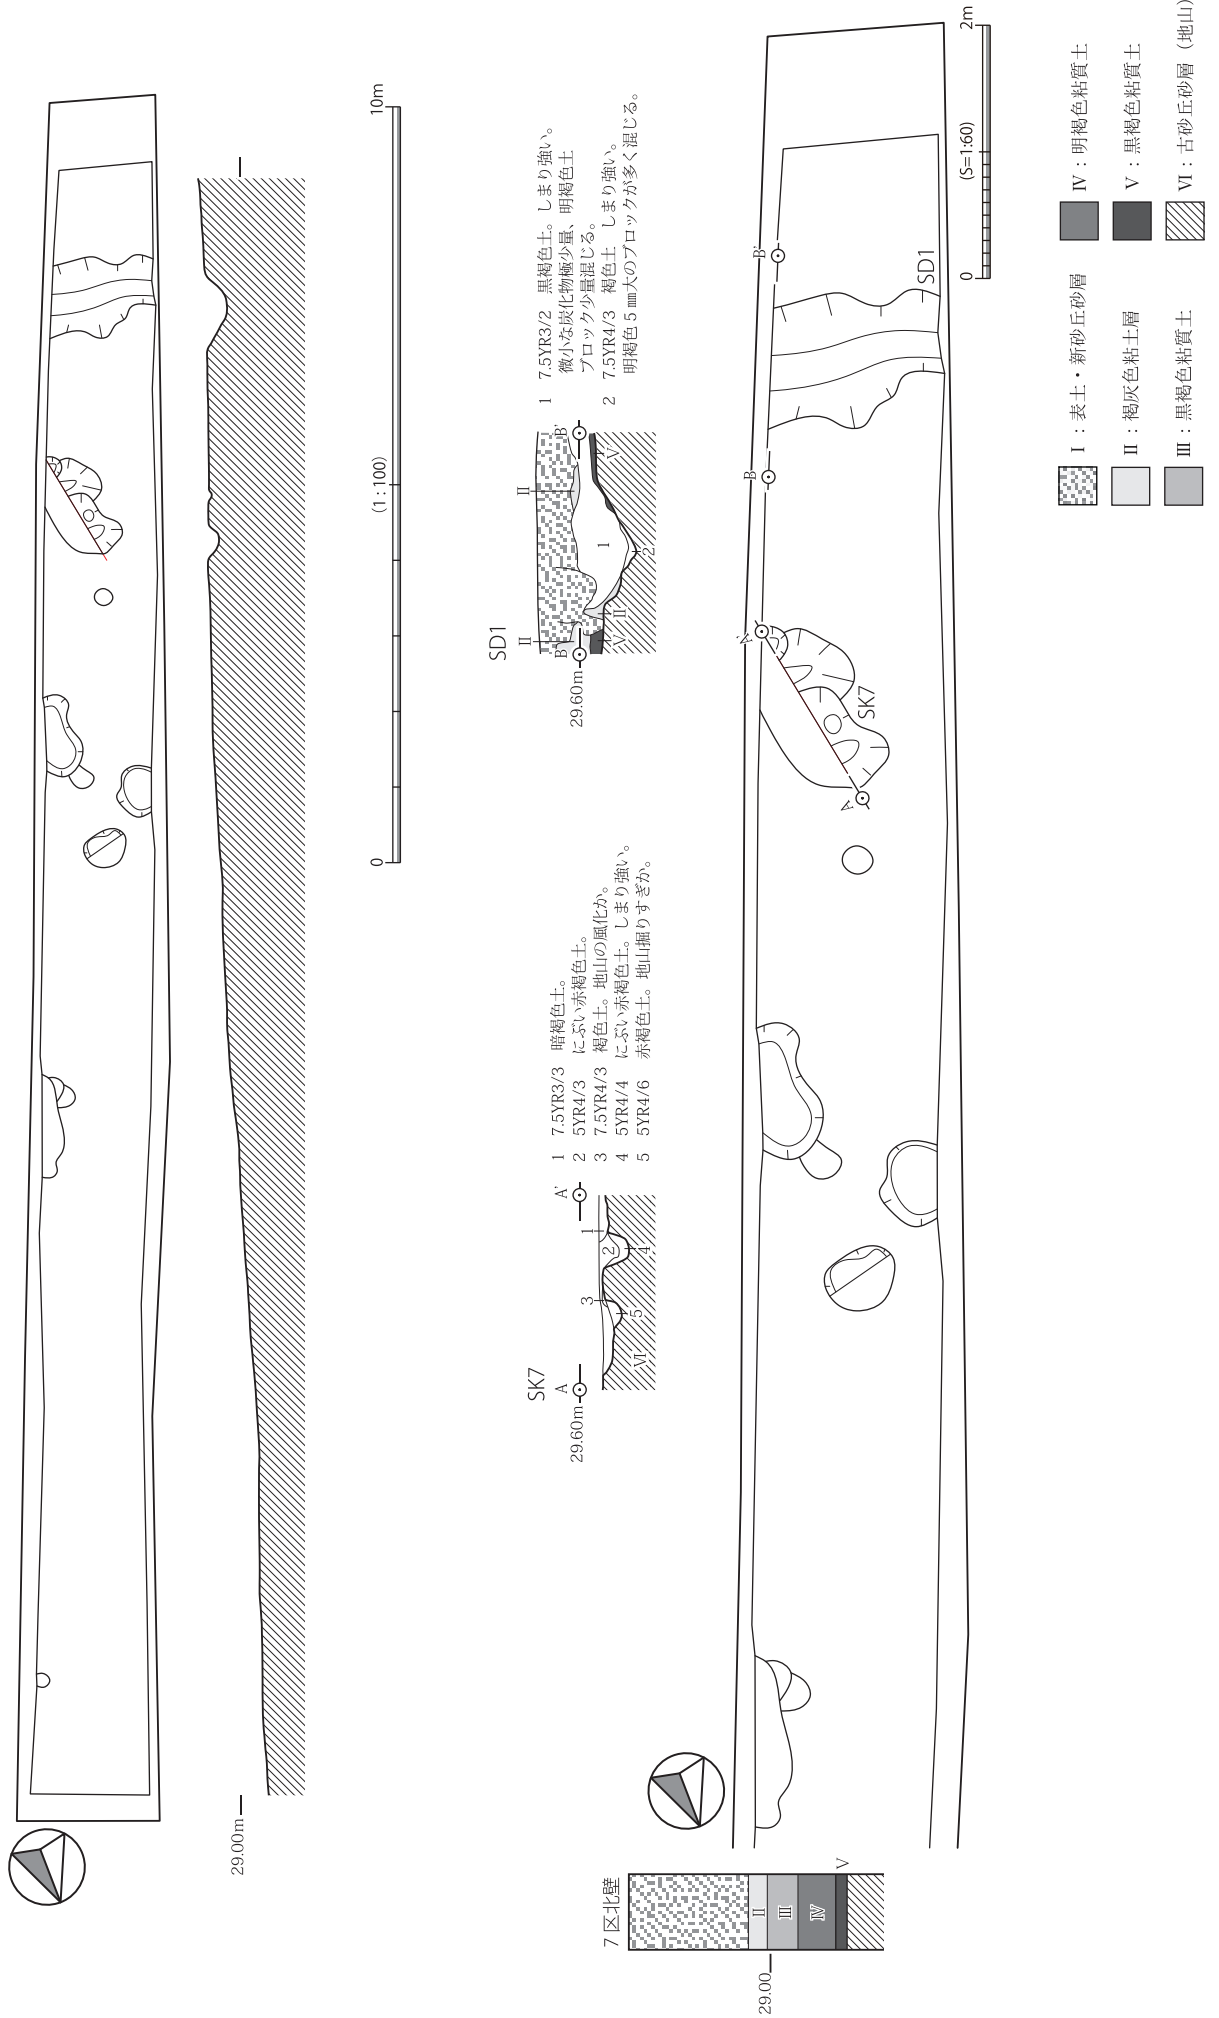 29.00m
0
(1:100)
10m
SK7
29.60m
A
A'
1
2
3
4
5
Ⅵ
1 7.5YR3/3 暗褐色土。
2 5YR4/3 にぶい赤褐色土。
3 7.5YR4/3 褐色土。地山の風化か。
4 5YR4/4 にぶい赤褐色土。しまり強い。
5 5YR4/6 赤褐色土。地山掘りすぎか。
SD1
29.60m
B
B'
Ⅱ
Ⅱ
Ⅱ
Ⅴ
Ⅴ
1
2
1 7.5YR3/2 黒褐色土。しまり強い。
微小な炭化物極少量、明褐色土
ブロック少量混じる。
2 7.5YR4/3 褐色土 しまり強い。
明褐色 5 ㎜大のブロックが多く混じる。
7 区北壁
29.00
Ⅱ
Ⅲ
Ⅳ
Ⅴ
A
A'
SK7
B
B'
SD1
0
(S=1:60)
2m
Ⅰ：表土・新砂丘砂層
Ⅱ：褐灰色粘土層
Ⅲ：黒褐色粘質土
Ⅳ：明褐色粘質土
Ⅴ：黒褐色粘質土
Ⅵ：古砂丘砂層（地山）